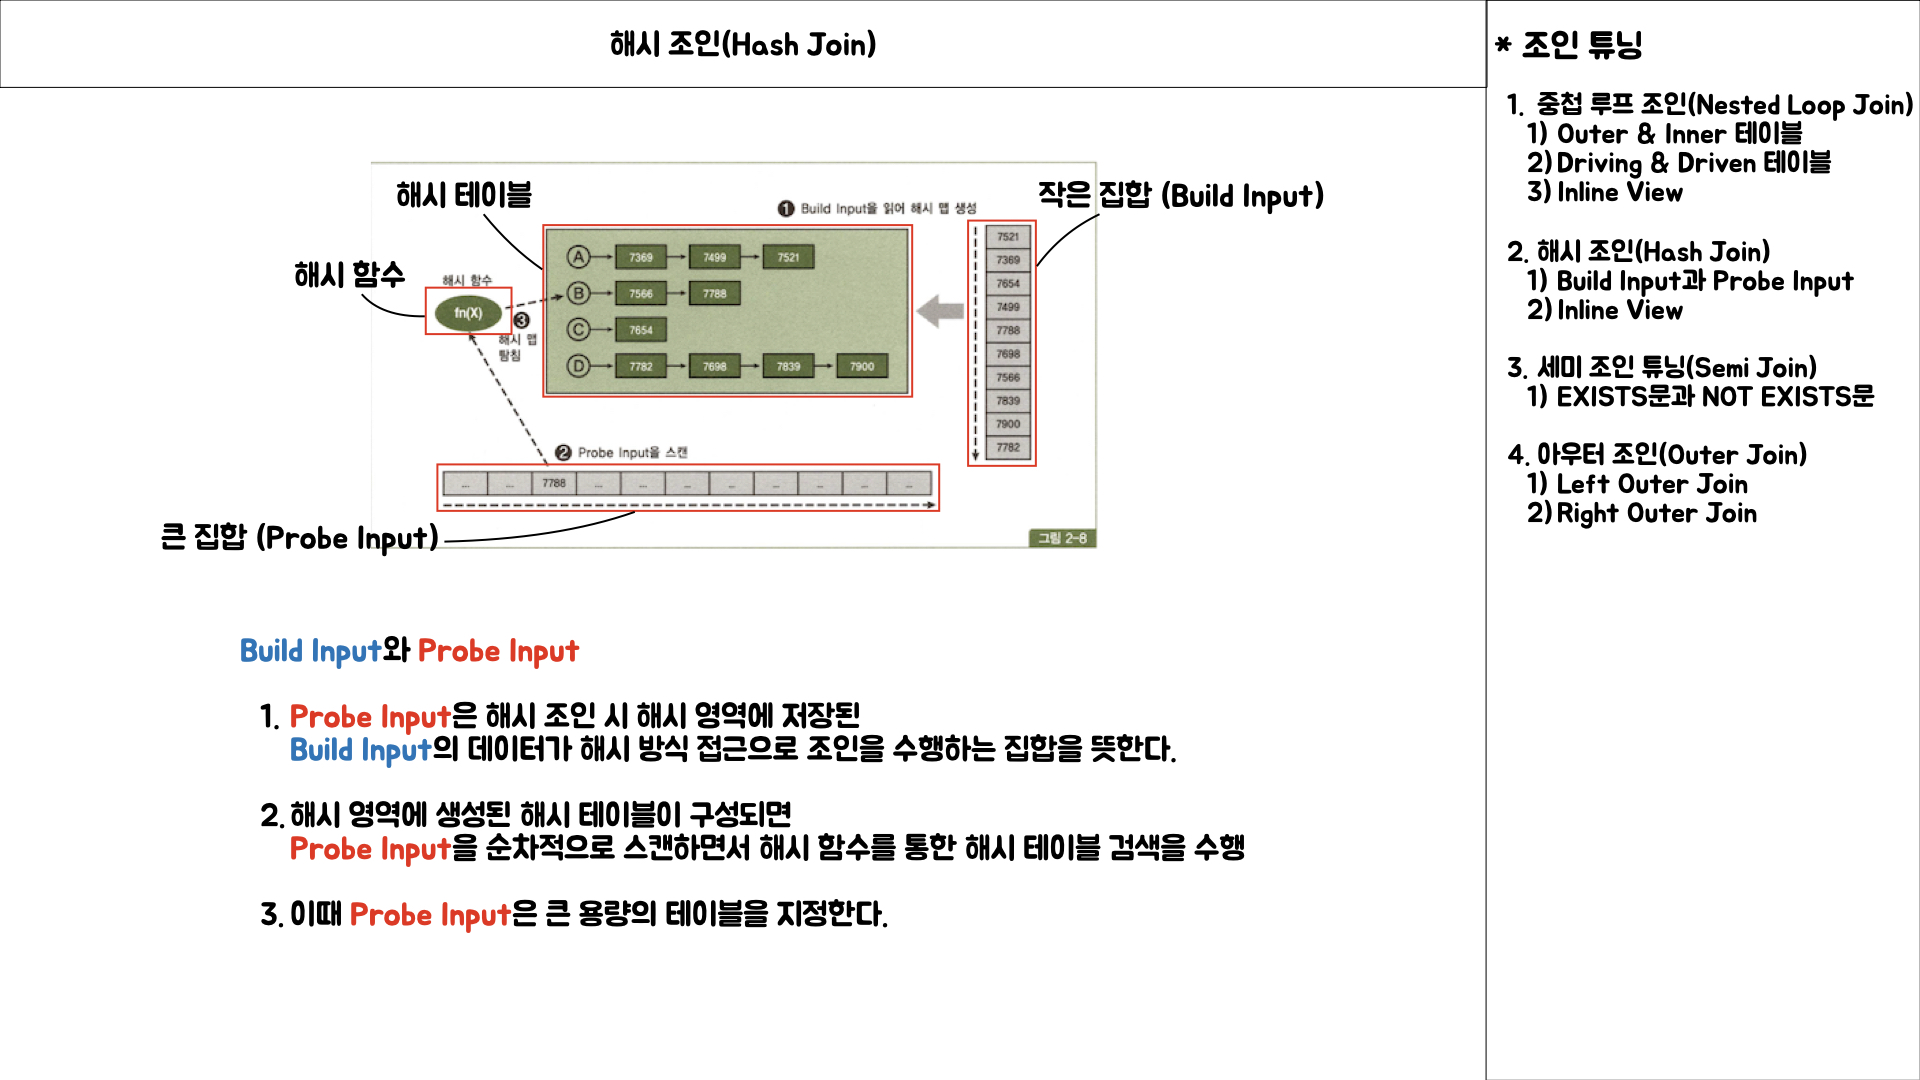 해시 조인(Hash Join)
해시 테이블
❶ Build Input을 읽어 해시 맵 생성
작은 집합 (Build Input)
해시 함수
해시 함수
fn(X)
❸
해시 맵
탐침
A 7369 7499 7521
B 7566 7788
C 7654
D 7782 7698 7839 7900
7521
7369
7654
7499
7788
7698
7566
7839
7900
7782
❷ Probe Input을 스캔
... ... 7788 ... ... ... ... ... ... ... ...
큰 집합 (Probe Input)
그림 2-8
Build Input와 Probe Input
1. Probe Input은 해시 조인 시 해시 영역에 저장된
Build Input의 데이터가 해시 방식 접근으로 조인을 수행하는 집합을 뜻한다.
2. 해시 영역에 생성된 해시 테이블이 구성되면
Probe Input을 순차적으로 스캔하면서 해시 함수를 통한 해시 테이블 검색을 수행
3. 이때 Probe Input은 큰 용량의 테이블을 지정한다.
* 조인 튜닝
1. 중첩 루프 조인(Nested Loop Join)
1) Outer & Inner 테이블
2) Driving & Driven 테이블
3) Inline View
2. 해시 조인(Hash Join)
1) Build Input과 Probe Input
2) Inline View
3. 세미 조인 튜닝(Semi Join)
1) EXISTS문과 NOT EXISTS문
4. 아우터 조인(Outer Join)
1) Left Outer Join
2) Right Outer Join